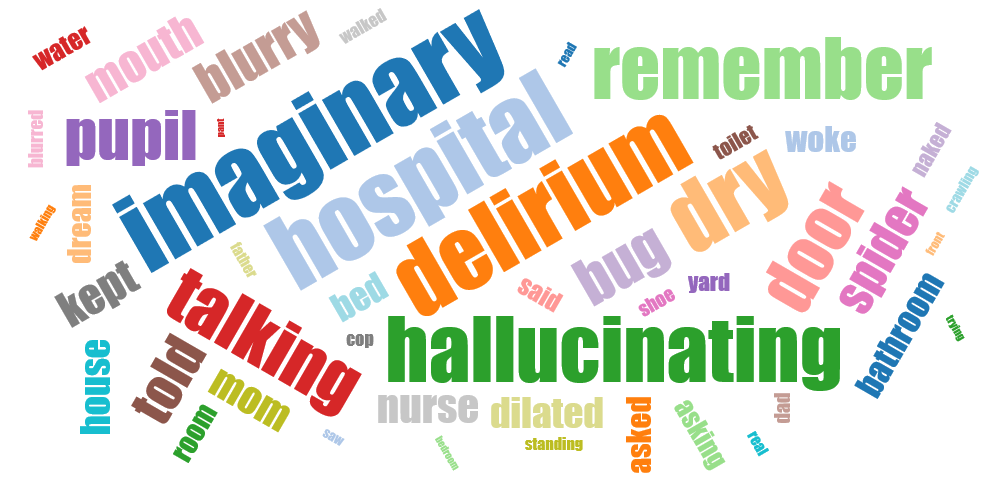 water
mouth
blurry
walked
imaginary
read
remember
blurred
pupil
pant
hospital
toilet
woke
naked
crawling
walking
dream
father
delirium
dry
door
spider
front
kept
talking
bed
said
bug
shoe
yard
bathroom
trying
house
told
mom
room
cop
hallucinating
saw
nurse
dilated
standing
bedroom
asked
asking
real
dad